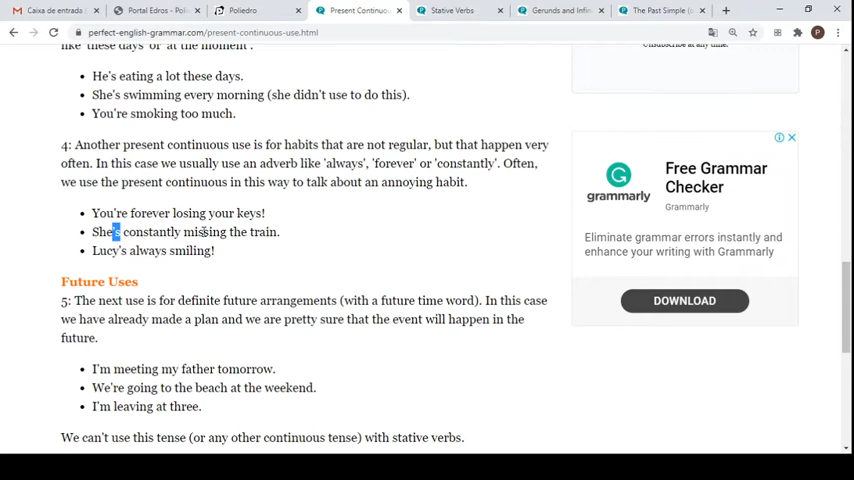 Caixa de entrada
Portal Edros - Poli
Poliedro
Present Continuou
Stative Verbs
Gerunds and Infin
The Past Simple (o
perfect-english-grammar.com/present-continuous-use.html
P
like 'these days' or 'at the moment'.
Unsubscribe at any time.
• He's eating a lot these days.
• She's swimming every morning (she didn't use to do this).
• You're smoking too much.
4: Another present continuous use is for habits that are not regular, but that happen very
often. In this case we usually use an adverb like 'always', 'forever' or 'constantly'. Often,
we use the present continuous in this way to talk about an annoying habit.
• You're forever losing your keys!
• She's constantly missing the train.
• Lucy's always smiling!
Future Uses
5: The next use is for definite future arrangements (with a future time word). In this case
we have already made a plan and we are pretty sure that the event will happen in the
future.
• I'm meeting my father tomorrow.
• We're going to the beach at the weekend.
• I'm leaving at three.
We can't use this tense (or any other continuous tense) with stative verbs.
grammarly
Free Grammar
Checker
Grammarly
Eliminate grammar errors instantly and
enhance your writing with Grammarly
DOWNLOAD